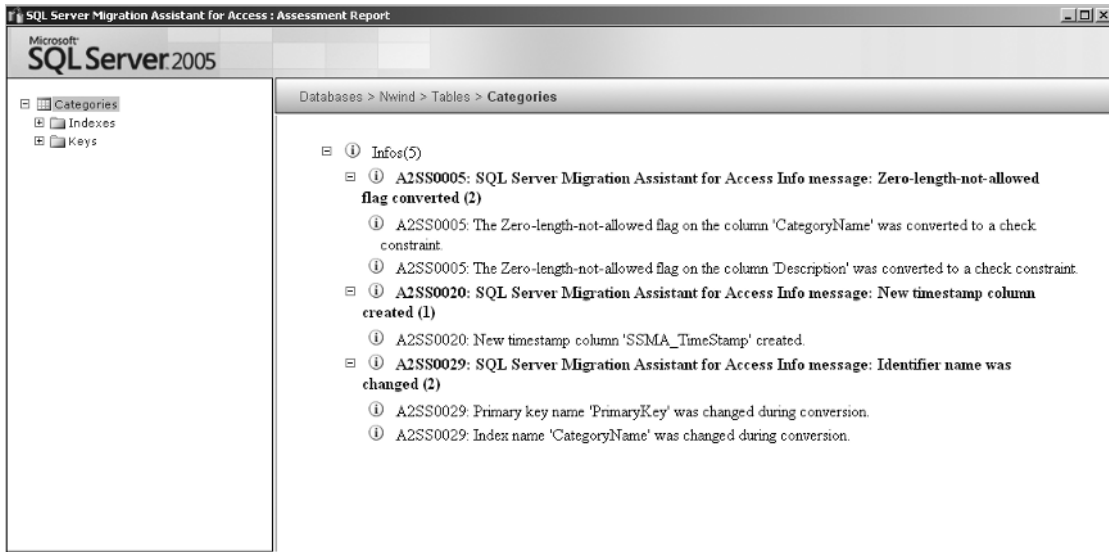 SQL Server Migration Assistant for Access : Assessment Report
Microsoft
SQL Server 2005
Categories
Indexes
Keys
Databases > Nwind > Tables > Categories
Infos(5)
A2SS0005: SQL Server Migration Assistant for Access Info message: Zero-length-not-allowed
flag converted (2)
A2SS0005: The Zero-length-not-allowed flag on the column 'CategoryName' was converted to a check
constraint.
A2SS0005: The Zero-length-not-allowed flag on the column 'Description' was converted to a check constraint.
A2SS0020: SQL Server Migration Assistant for Access Info message: New timestamp column
created (1)
A2SS0020: New timestamp column 'SSMA_TimeStamp' created.
A2SS0029: SQL Server Migration Assistant for Access Info message: Identifier name was
changed (2)
A2SS0029: Primary key name 'PrimaryKey' was changed during conversion.
A2SS0029: Index name 'CategoryName' was changed during conversion.